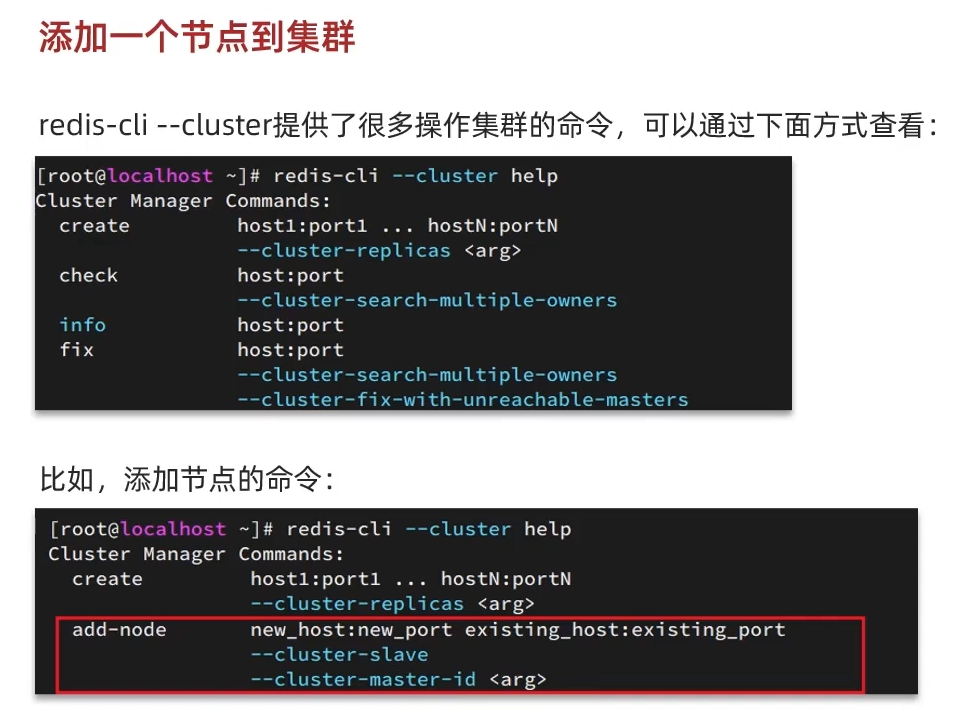 添加一个节点到集群
redis-cli --cluster提供了很多操作集群的命令，可以通过下面方式查看：
[root@localhost ~]# redis-cli --cluster help
Cluster Manager Commands:
create host1:port1 ... hostN:portN
--cluster-replicas <arg>
check host:port
--cluster-search-multiple-owners
info host:port
fix host:port
--cluster-search-multiple-owners
--cluster-fix-with-unreachable-masters
比如，添加节点的命令：
[root@localhost ~]# redis-cli --cluster help
Cluster Manager Commands:
create host1:port1 ... hostN:portN
--cluster-replicas <arg>
add-node new_host:new_port existing_host:existing_port
--cluster-slave
--cluster-master-id <arg>